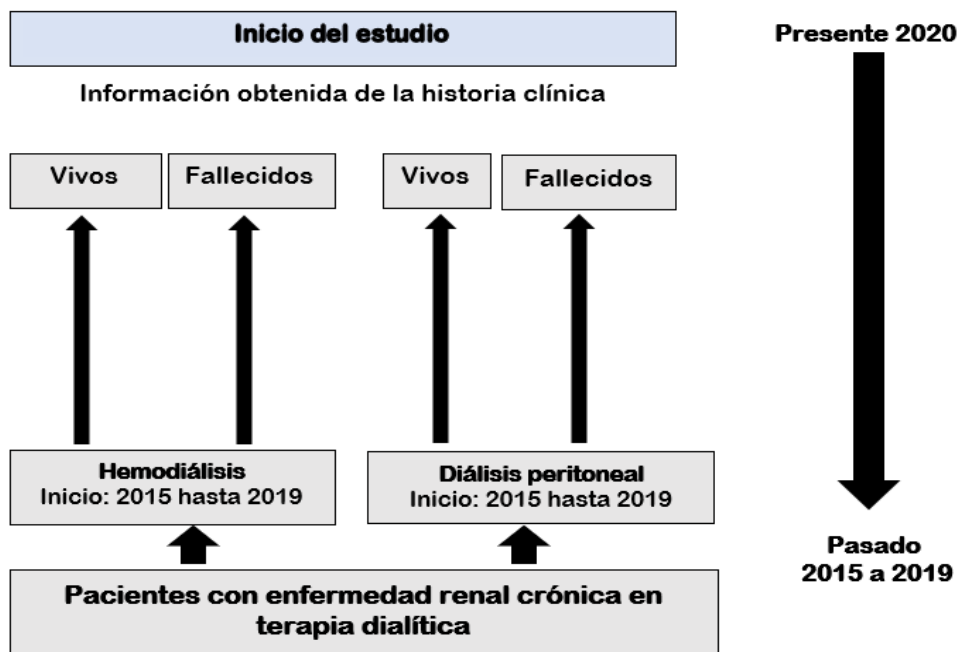 Inicio del estudio
Presente 2020
Información obtenida de la historia clínica
Vivos
Fallecidos
Vivos
Fallecidos
Hemodiálisis
Inicio: 2015 hasta 2019
Diálisis peritoneal
Inicio: 2015 hasta 2019
Pasado
2015 a 2019
Pacientes con enfermedad renal crónica en
terapia dialítica